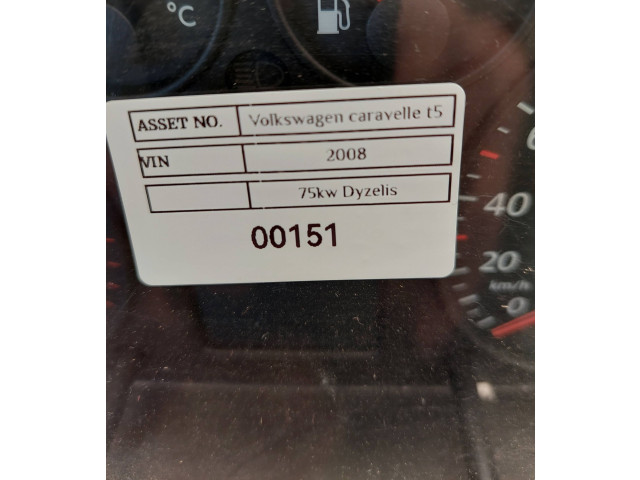 °C
ASSET NO. Volkswagen caravelle t5
VIN 2008
75kw Dyzelis
00151
40
20
km/h
0